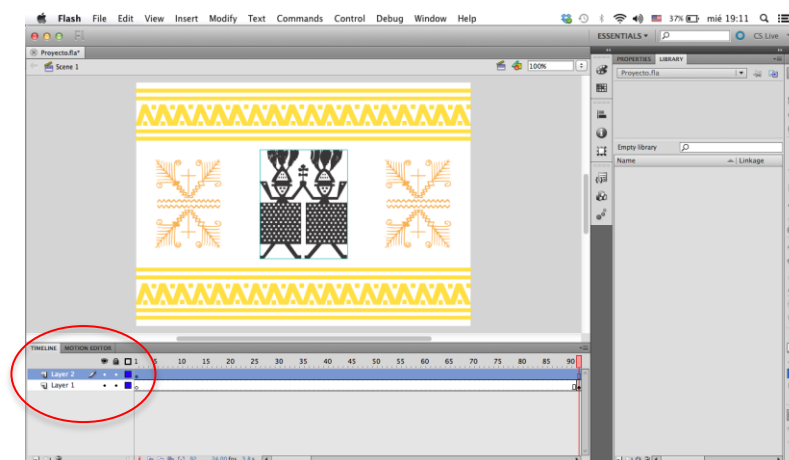 Flash File Edit View Insert Modify Text Commands Control Debug Window Help 37% mié 19:11
Fl ESSENTIALS CS Live
Proyecto.fla*
Scene 1 100%
PROPERTIES LIBRARY
Proyecto.fla
Empty library
Name Linkage
TIMELINE MOTION EDITOR
1 5 10 15 20 25 30 35 40 45 50 55 60 65 70 75 80 85 90
Layer 2
Layer 1